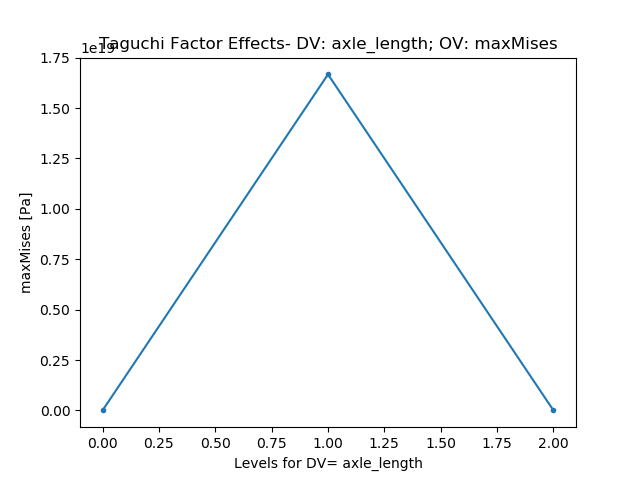 Taguchi Factor Effects- DV: axle_length; OV: maxMises
1e19
1.75
1.50
1.25
1.00
0.75
0.50
0.25
0.00
maxMises [Pa]
0.00 0.25 0.50 0.75 1.00 1.25 1.50 1.75 2.00
Levels for DV= axle_length